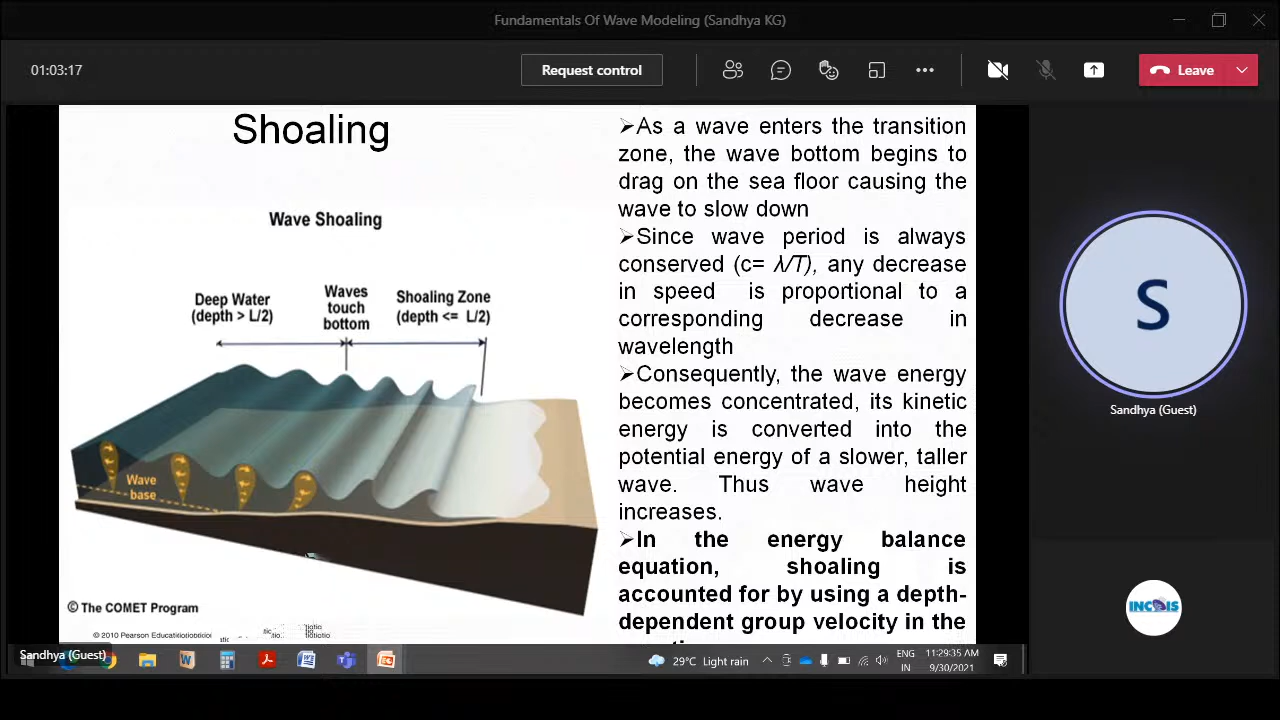 Fundamentals Of Wave Modeling (Sandhya KG)
01:03:17
Request control
Leave
Shoaling
Wave Shoaling
Deep Water
(depth > L/2)
Waves
touch
bottom
Shoaling Zone
(depth <= L/2)
Wave
base
© The COMET Program
© 2010 Pearson
➢As a wave enters the transition
zone, the wave bottom begins to
drag on the sea floor causing the
wave to slow down
➢Since wave period is always
conserved (c= λ/T), any decrease
in speed is proportional to a
corresponding decrease in
wavelength
➢Consequently, the wave energy
becomes concentrated, its kinetic
energy is converted into the
potential energy of a slower, taller
wave. Thus wave height
increases.
➢In the energy balance
equation, shoaling is
accounted for by using a depth-
dependent group velocity in the
S
Sandhya (Guest)
INCOIS
Sandhya (Guest)
29°C Light rain
ENG
IN
11:29:35 AM
9/30/2021